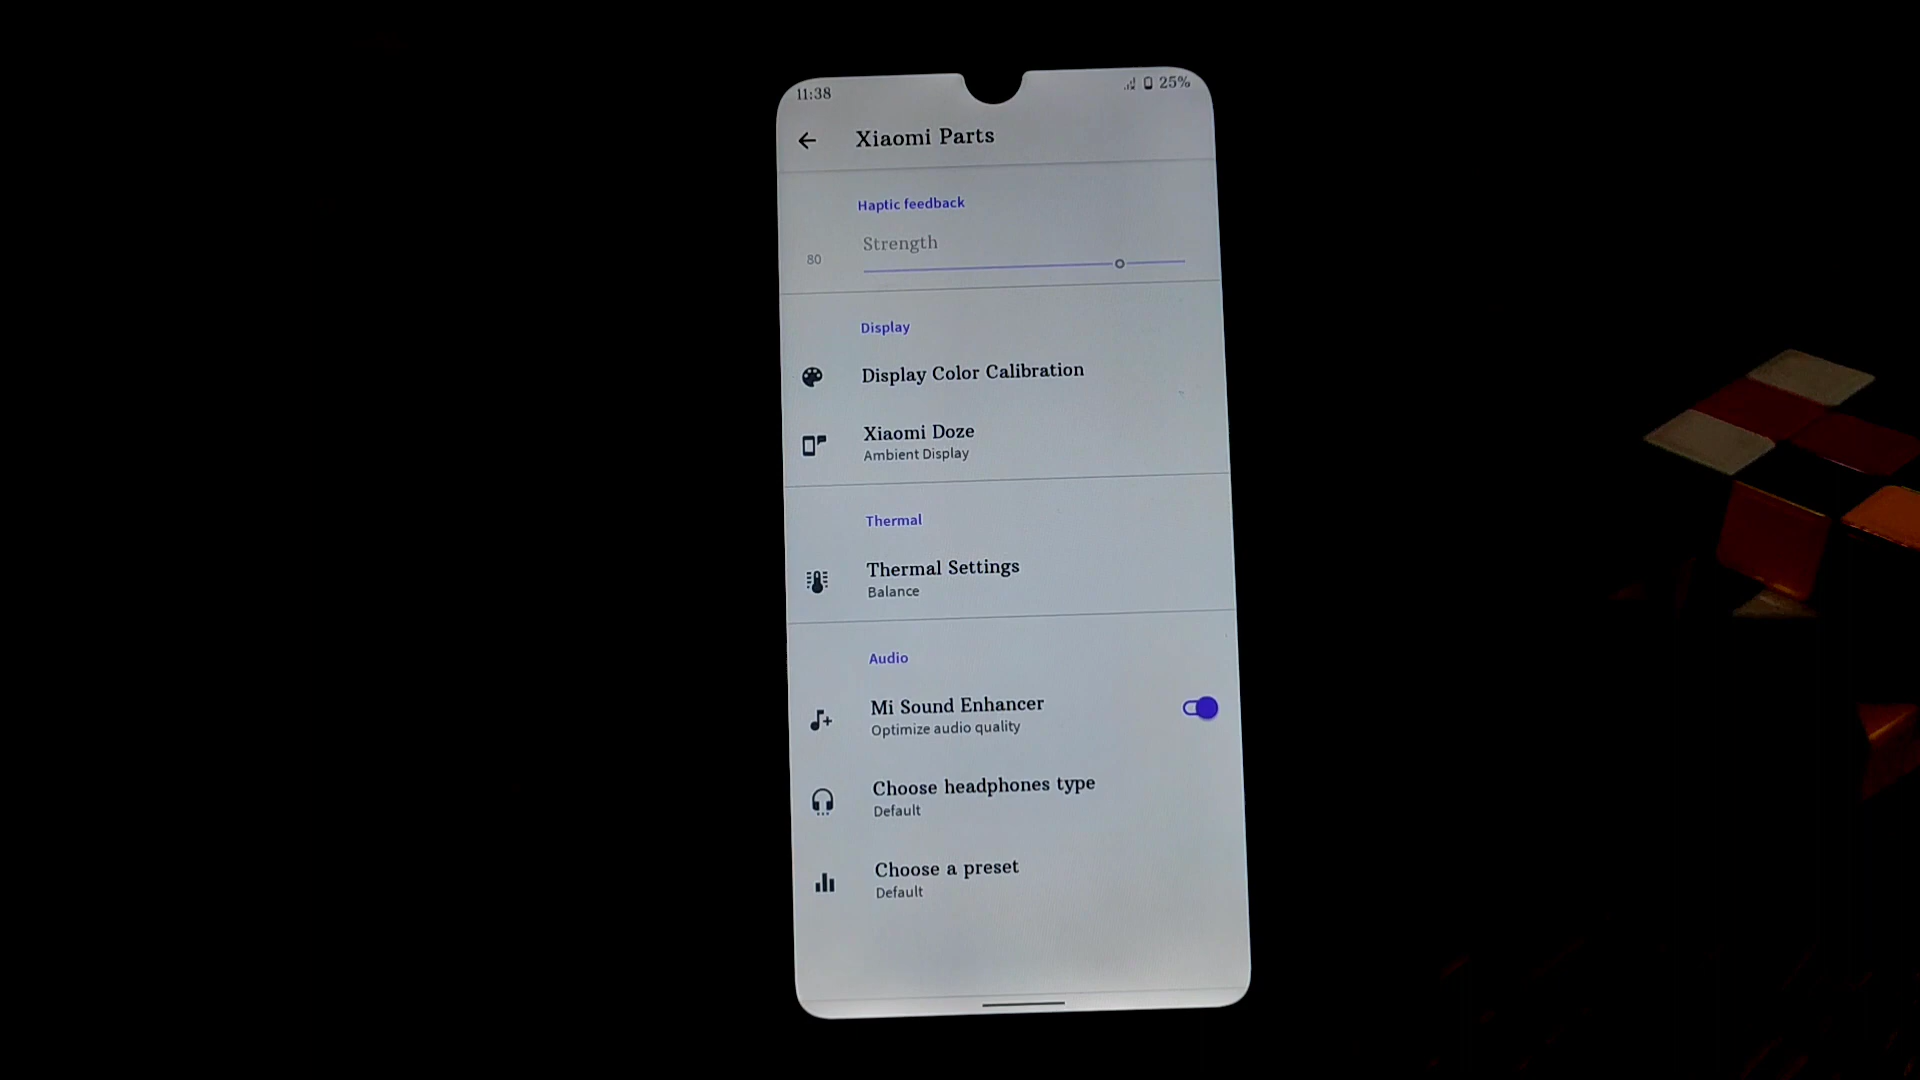 11:38
25%
Xiaomi Parts
Haptic feedback
Strength
80
Display
Display Color Calibration
Xiaomi Doze
Ambient Display
Thermal
Thermal Settings
Balance
Audio
Mi Sound Enhancer
Optimize audio quality
Choose headphones type
Default
Choose a preset
Default